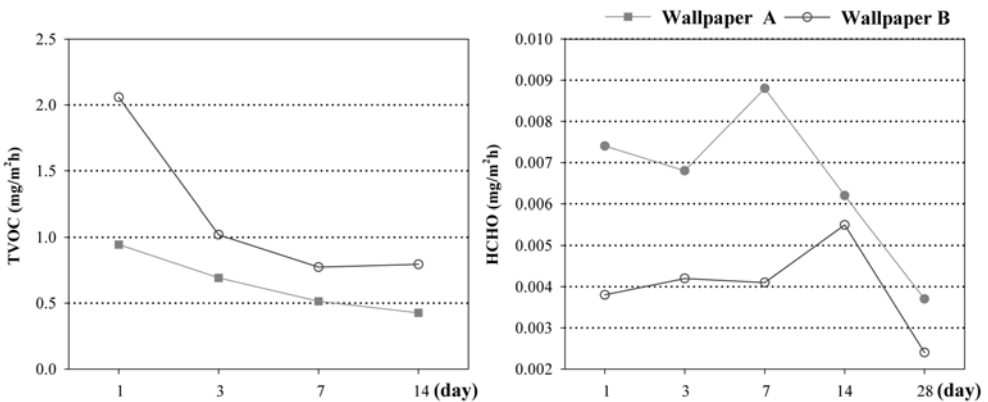 Wallpaper A
Wallpaper B
TVOC (mg/m²h)
2.5
2.0
1.5
1.0
0.5
0.0
1 3 7 14 (day)
HCHO (mg/m²h)
0.010
0.009
0.008
0.007
0.006
0.005
0.004
0.003
0.002
1 3 7 14 28 (day)